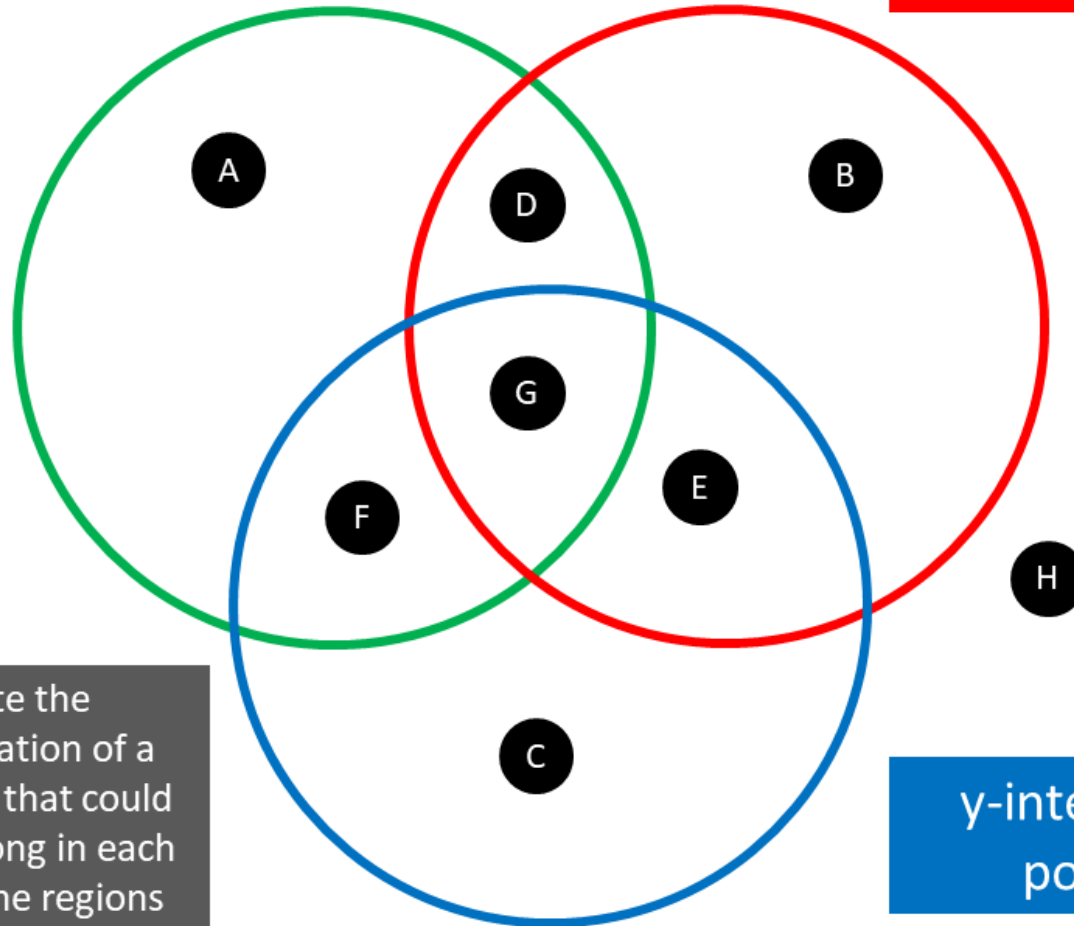 A
B
D
G
E
F
H
C
te the
ation of a
that could
ong in each
he regions
y-inte
po